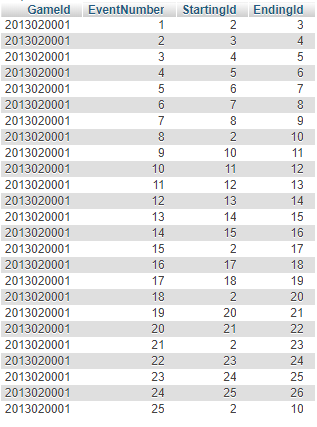 GameId EventNumber StartingId EndingId
2013020001 1 2 3
2013020001 2 3 4
2013020001 3 4 5
2013020001 4 5 6
2013020001 5 6 7
2013020001 6 7 8
2013020001 7 8 9
2013020001 8 2 10
2013020001 9 10 11
2013020001 10 11 12
2013020001 11 12 13
2013020001 12 13 14
2013020001 13 14 15
2013020001 14 15 16
2013020001 15 2 17
2013020001 16 17 18
2013020001 17 18 19
2013020001 18 2 20
2013020001 19 20 21
2013020001 20 21 22
2013020001 21 2 23
2013020001 22 23 24
2013020001 23 24 25
2013020001 24 25 26
2013020001 25 2 10